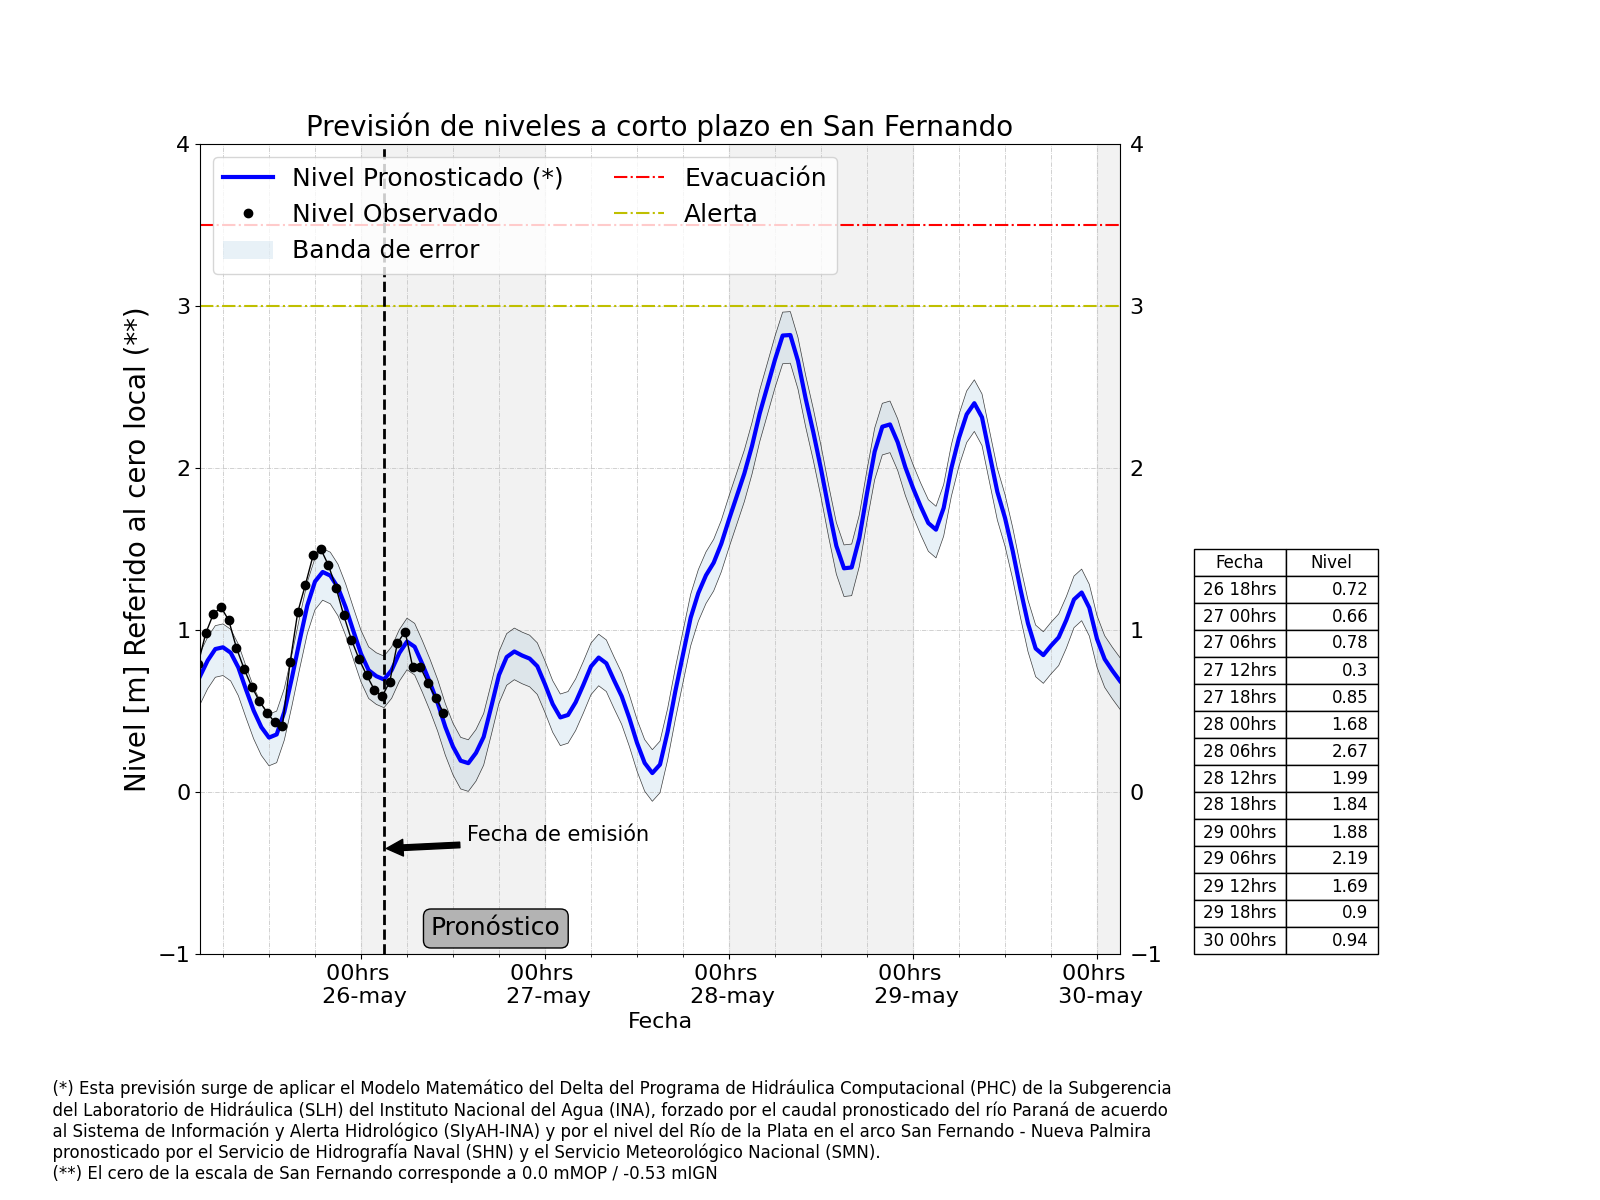 Previsión de niveles a corto plazo en San Fernando
Nivel Pronosticado (*)
Nivel Observado
Banda de error
Evacuación
Alerta
Nivel [m] Referido al cero local (**)
4
3
2
1
0
−1
4
3
2
1
0
−1
Fecha de emisión
Pronóstico
00hrs
26-may
00hrs
27-may
00hrs
28-may
00hrs
29-may
00hrs
30-may
Fecha
Fecha Nivel
26 18hrs 0.72
27 00hrs 0.66
27 06hrs 0.78
27 12hrs 0.3
27 18hrs 0.85
28 00hrs 1.68
28 06hrs 2.67
28 12hrs 1.99
28 18hrs 1.84
29 00hrs 1.88
29 06hrs 2.19
29 12hrs 1.69
29 18hrs 0.9
30 00hrs 0.94
(*) Esta previsión surge de aplicar el Modelo Matemático del Delta del Programa de Hidráulica Computacional (PHC) de la Subgerencia
del Laboratorio de Hidráulica (SLH) del Instituto Nacional del Agua (INA), forzado por el caudal pronosticado del río Paraná de acuerdo
al Sistema de Información y Alerta Hidrológico (SIyAH-INA) y por el nivel del Río de la Plata en el arco San Fernando - Nueva Palmira
pronosticado por el Servicio de Hidrografía Naval (SHN) y el Servicio Meteorológico Nacional (SMN).
(**) El cero de la escala de San Fernando corresponde a 0.0 mMOP / -0.53 mIGN